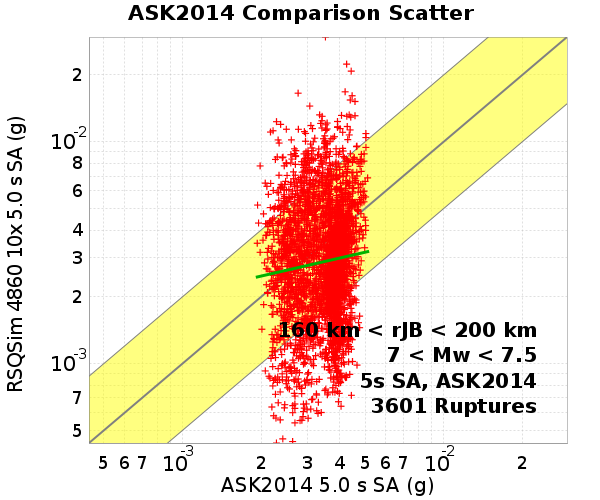 ASK2014 Comparison Scatter
RSQSim 4860 10x 5.0 s SA (g)
2
10-2
8
6
4
3
2
10-3
7
5
160 km < rJB < 200 km
7 < Mw < 7.5
5s SA, ASK2014
3601 Ruptures
5 6 7 10-3 2 3 4 5 6 7 10-2 2
ASK2014 5.0 s SA (g)